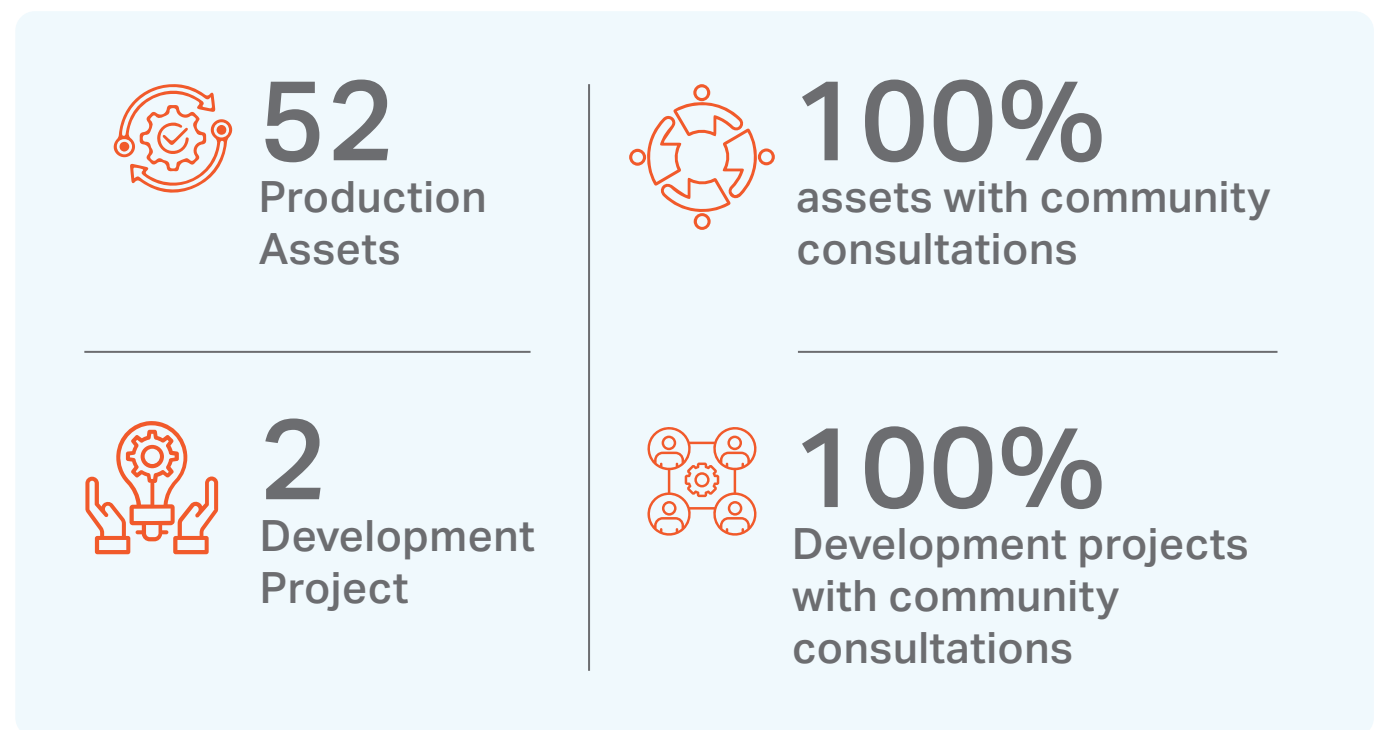 52
Production
Assets
100%
assets with community
consultations
2
Development
Project
100%
Development projects
with community
consultations